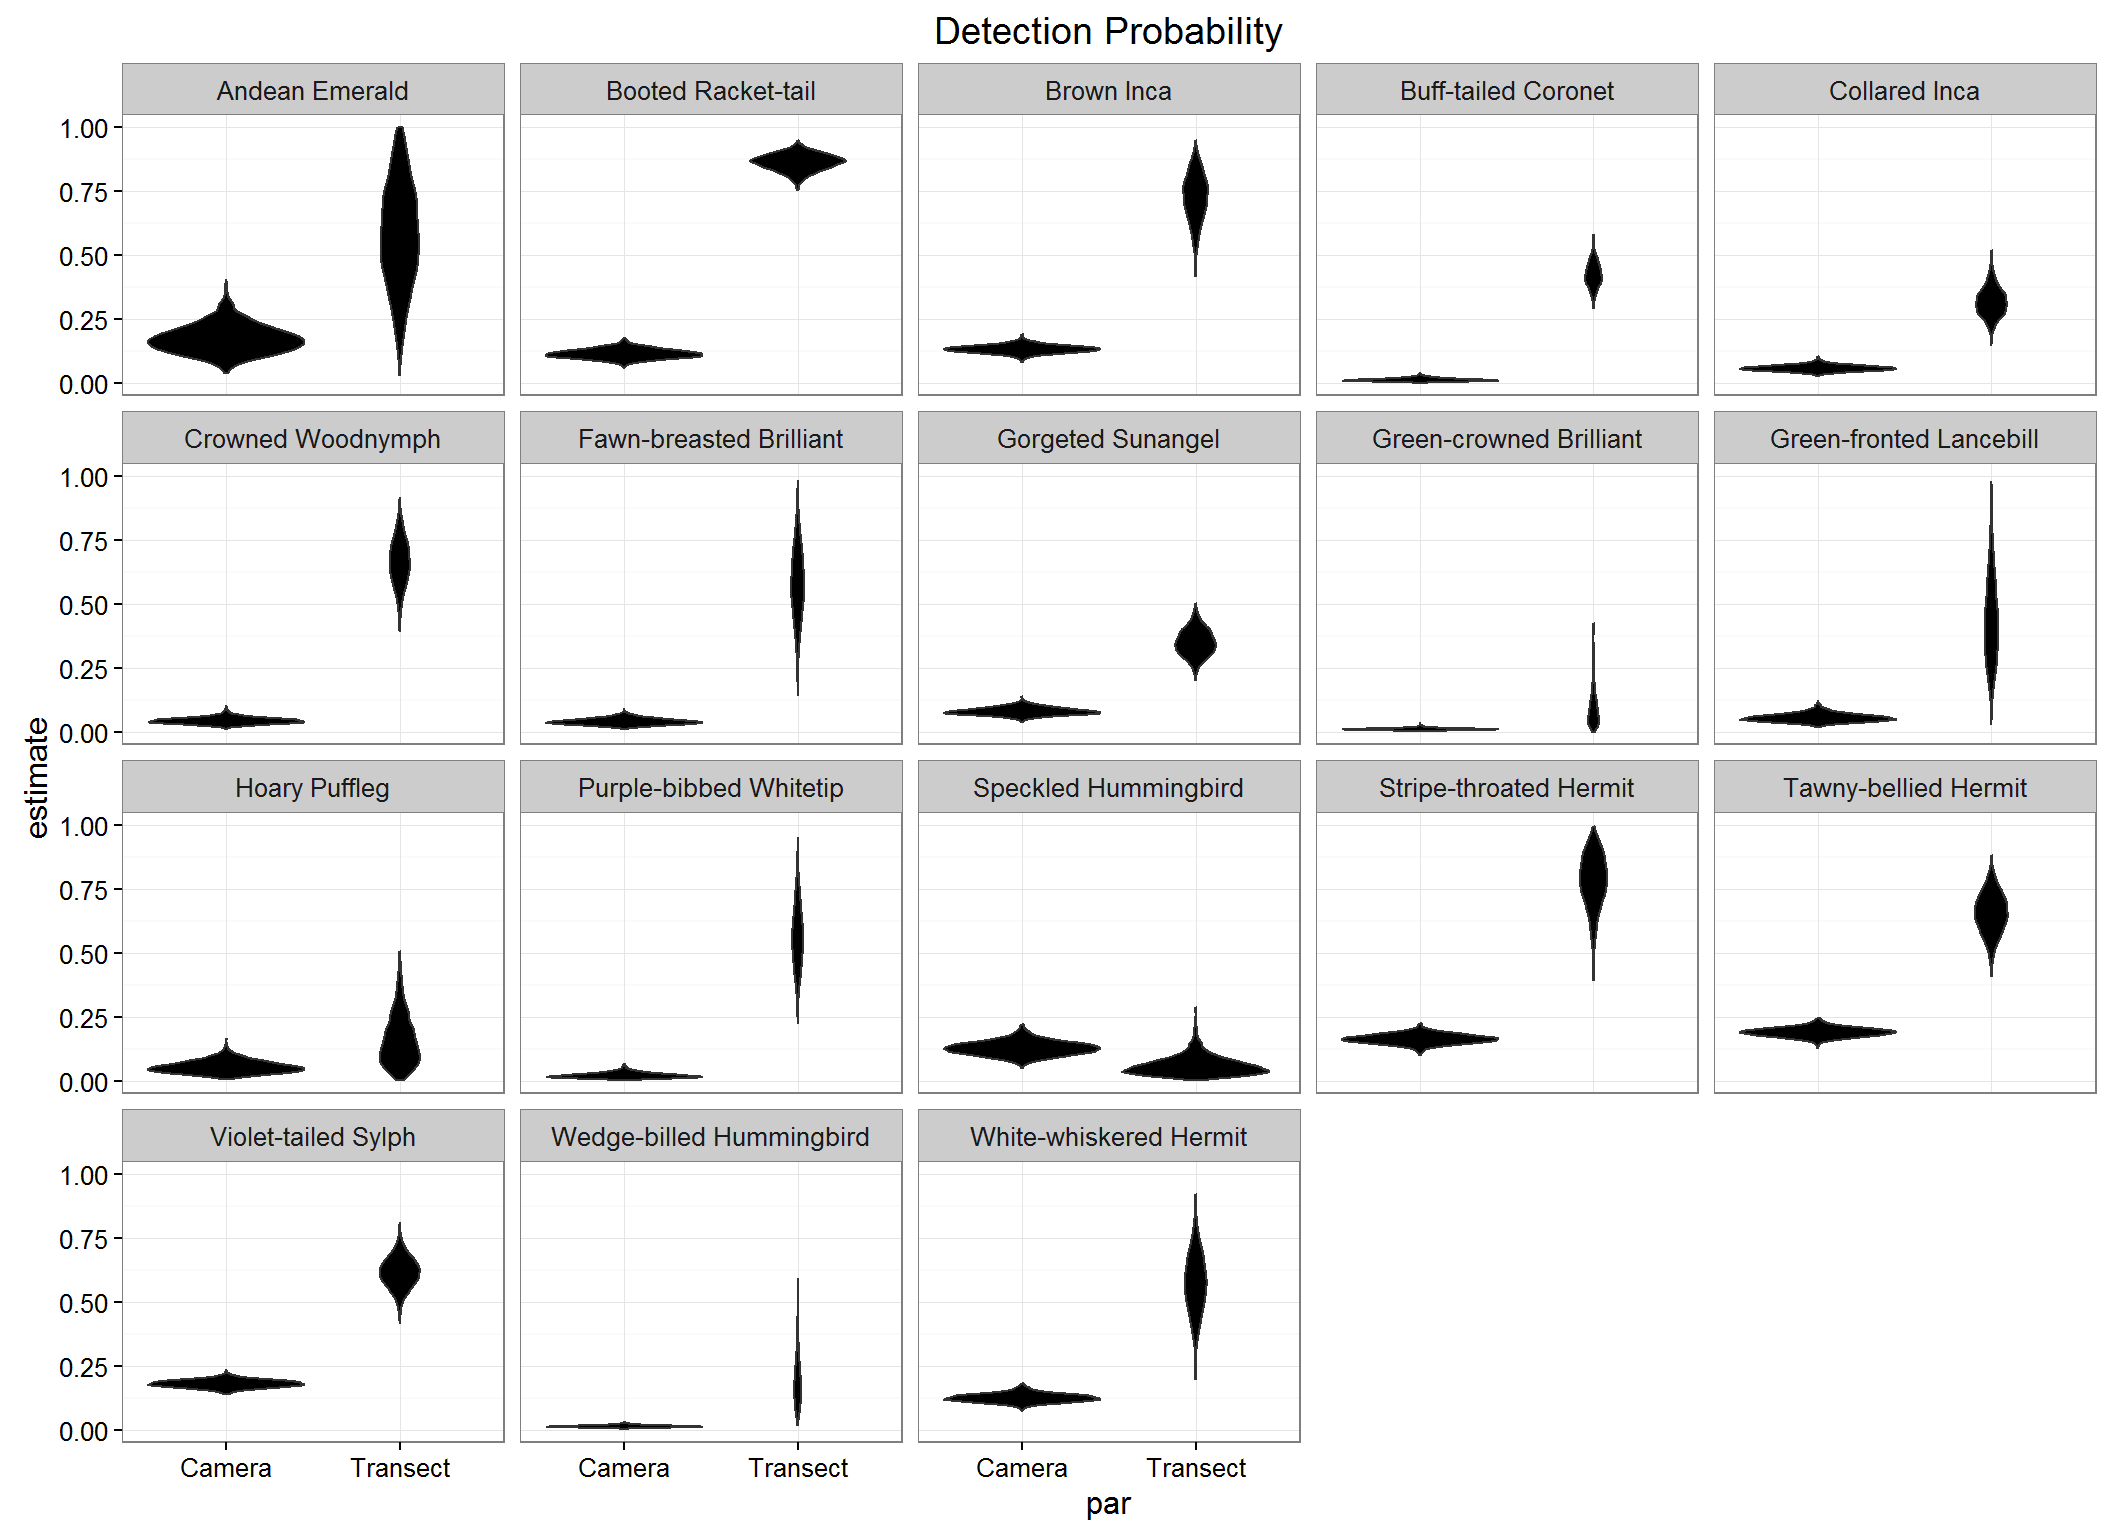 Detection Probability
Andean Emerald Booted Racket-tail Brown Inca Buff-tailed Coronet Collared Inca
1.00
0.75
0.50
0.25
0.00
Crowned Woodnymph Fawn-breasted Brilliant Gorgeted Sunangel Green-crowned Brilliant Green-fronted Lancebill
1.00
0.75
0.50
0.25
0.00
estimate
Hoary Puffleg Purple-bibbed Whitetip Speckled Hummingbird Stripe-throated Hermit Tawny-bellied Hermit
1.00
0.75
0.50
0.25
0.00
Violet-tailed Sylph Wedge-billed Hummingbird White-whiskered Hermit
1.00
0.75
0.50
0.25
0.00
Camera Transect Camera Transect Camera Transect
par